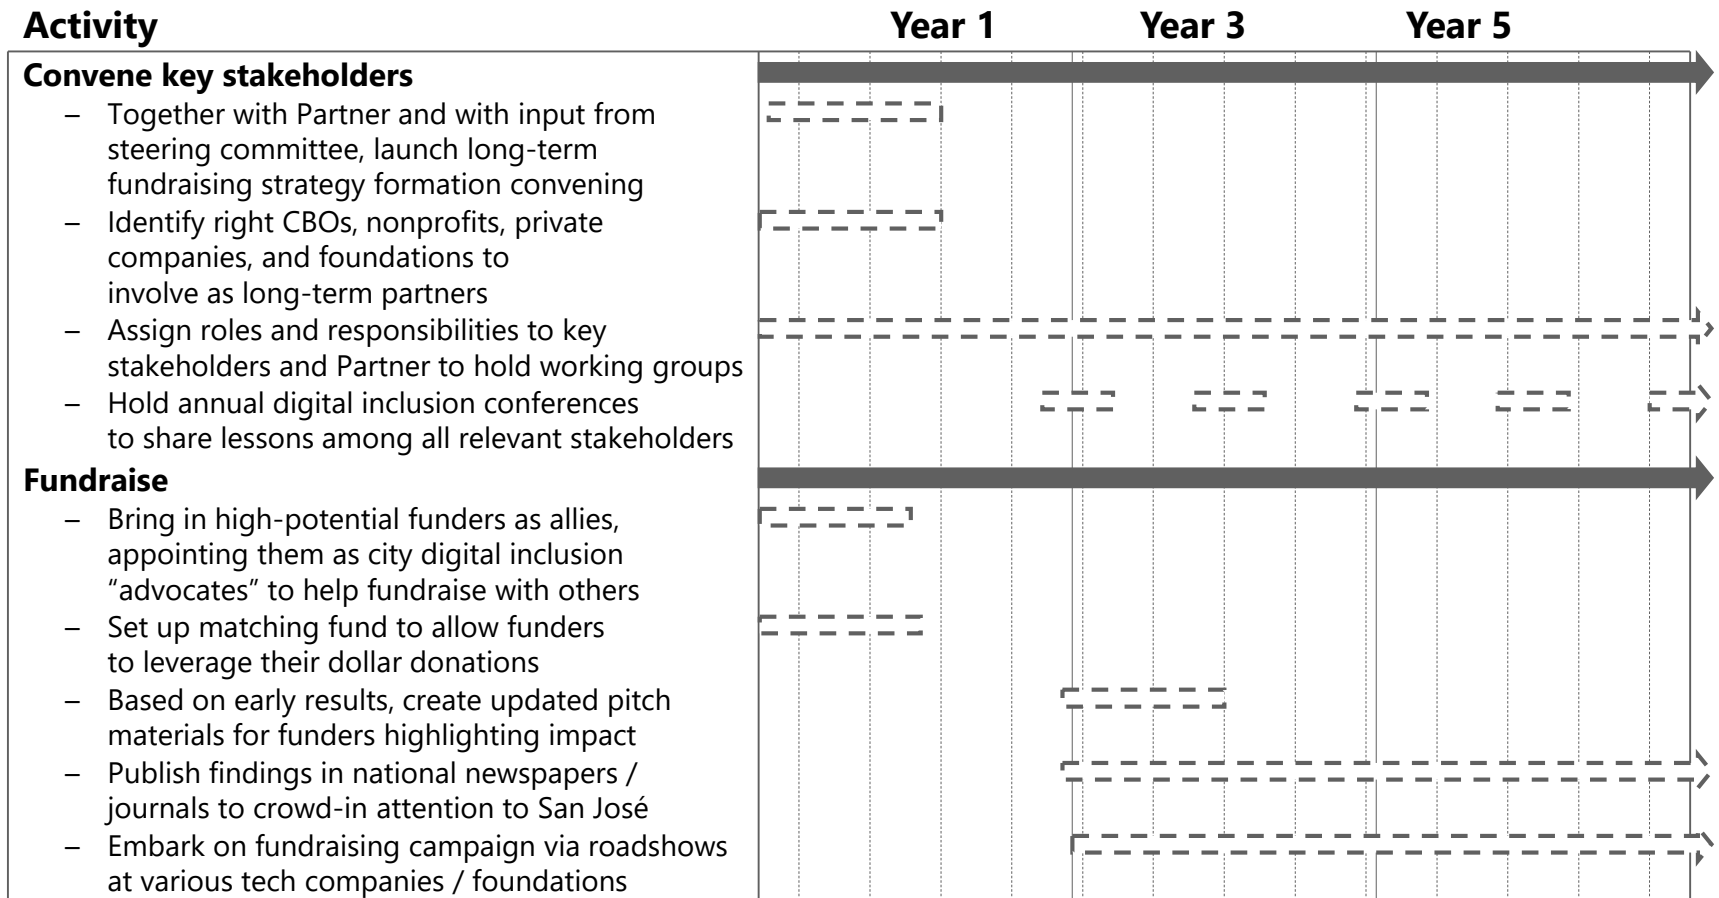 Activity Year 1 Year 3 Year 5
Convene key stakeholders
– Together with Partner and with input from
steering committee, launch long-term
fundraising strategy formation convening
– Identify right CBOs, nonprofits, private
companies, and foundations to
involve as long-term partners
– Assign roles and responsibilities to key
stakeholders and Partner to hold working groups
– Hold annual digital inclusion conferences
to share lessons among all relevant stakeholders
Fundraise
– Bring in high-potential funders as allies,
appointing them as city digital inclusion
“advocates” to help fundraise with others
– Set up matching fund to allow funders
to leverage their dollar donations
– Based on early results, create updated pitch
materials for funders highlighting impact
– Publish findings in national newspapers /
journals to crowd-in attention to San José
– Embark on fundraising campaign via roadshows
at various tech companies / foundations